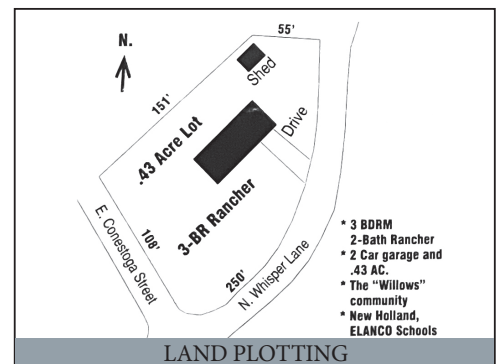 N.
55'
Shed
151'
.43 Acre Lot
Drive
3-BR Rancher
E. Conestoga Street
108'
250'
N. Whisper Lane
* 3 BDRM
2-Bath Rancher
* 2 Car garage and
.43 AC.
* The "Willows"
community
* New Holland,
ELANCO Schools
LAND PLOTTING